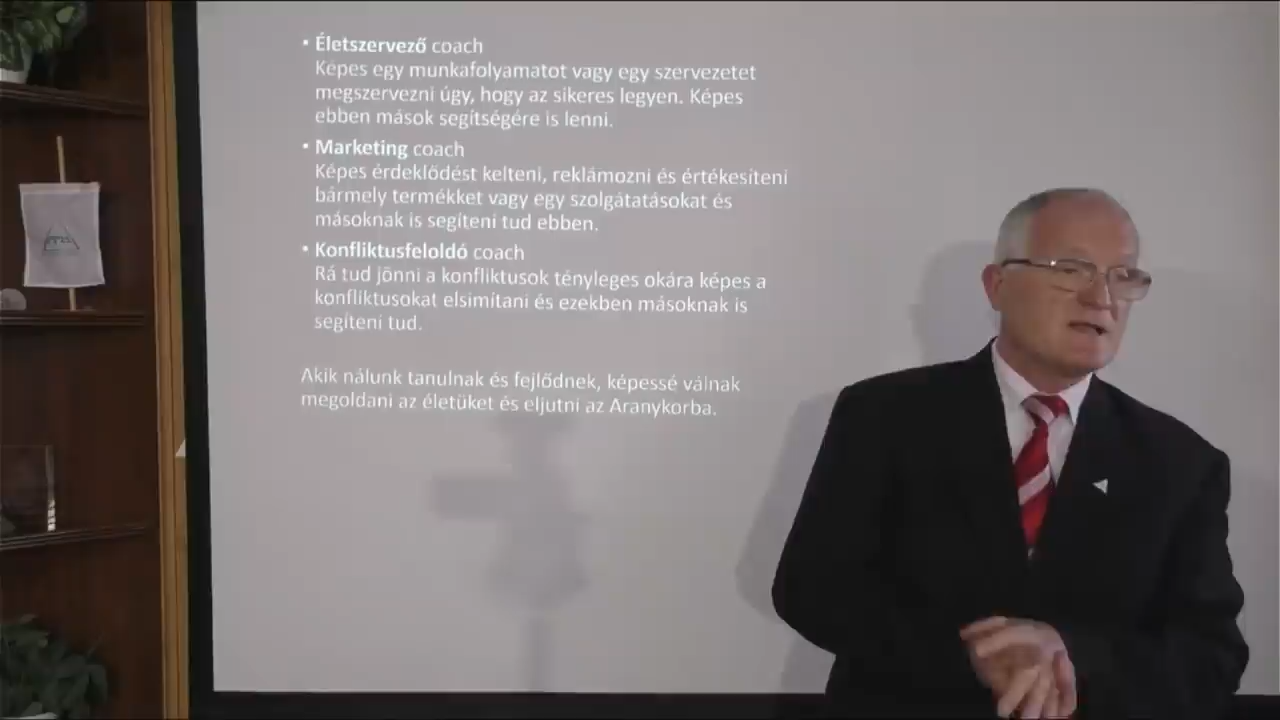 • Életszervező coach
Képes egy munkafolyamatot vagy egy szervezetet
megszervezni úgy, hogy az sikeres legyen. Képes
ebben mások segítségére is lenni.
• Marketing coach
Képes érdeklődést kelteni, reklámozni és értékesíteni
bármely termékket vagy egy szolgátatásokat és
másoknak is segíteni tud ebben.
• Konfliktusfeloldó coach
Rá tud jönni a konfliktusok tényleges okára képes a
konfliktusokat elsimítani és ezekben másoknak is
segíteni tud.
Akik nálunk tanulnak és fejlődnek, képessé válnak
megoldani az életüket és eljutni az Aranykorba.